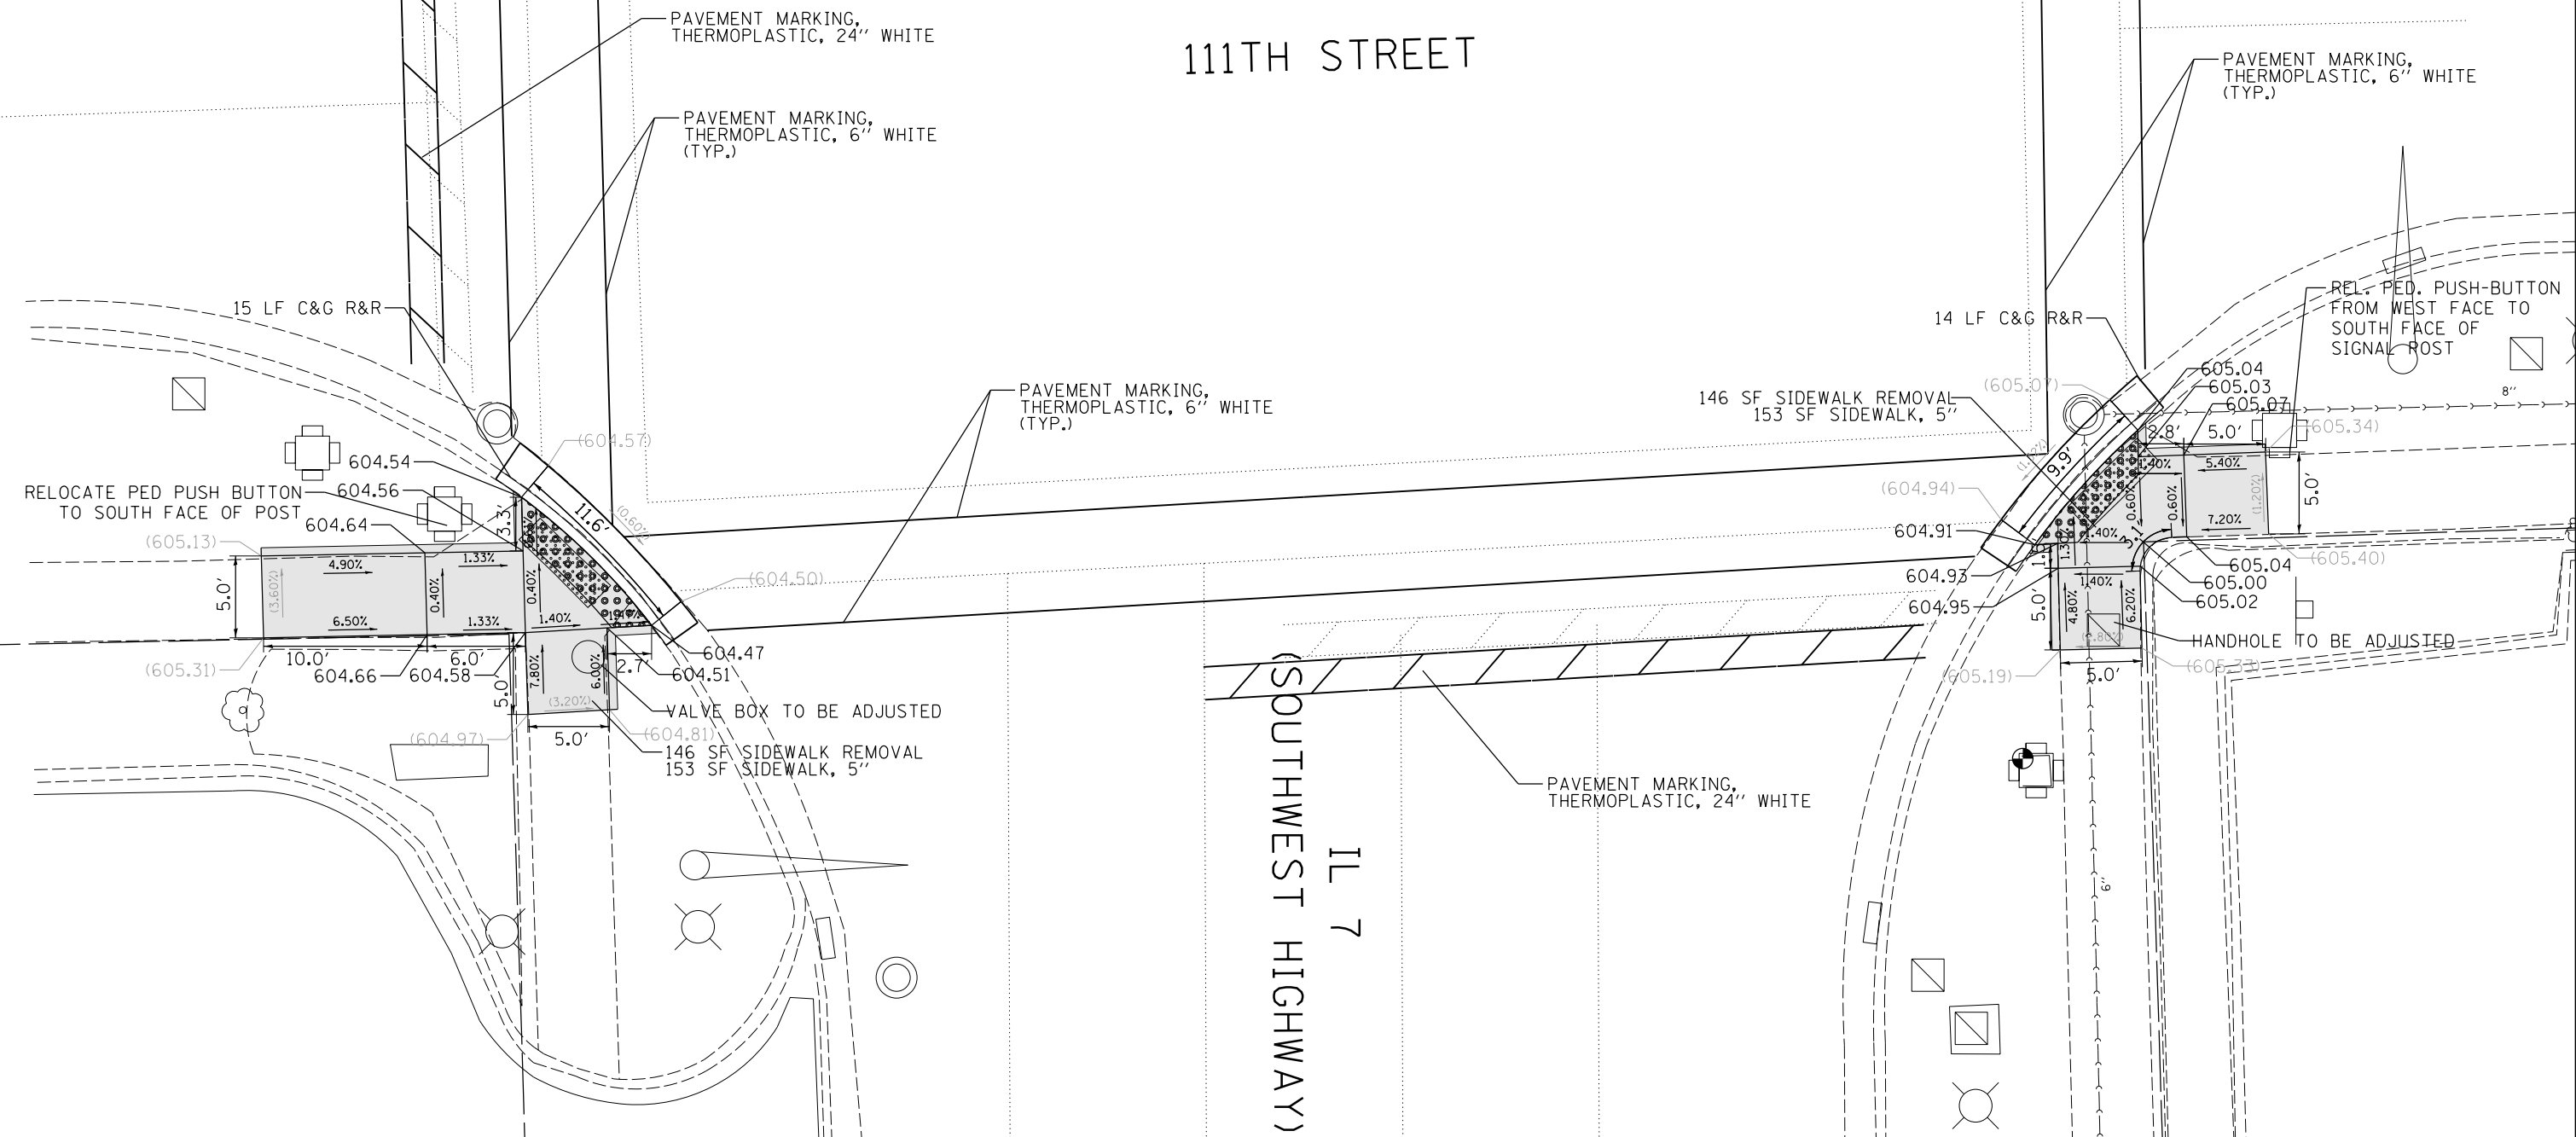 PAVEMENT MARKING,
THERMOPLASTIC, 24'' WHITE
111TH STREET
PAVEMENT MARKING,
THERMOPLASTIC, 6'' WHITE
(TYP.)
PAVEMENT MARKING,
THERMOPLASTIC, 6'' WHITE
(TYP.)
15 LF C&G R&R
604.54
RELOCATE PED PUSH BUTTON
TO SOUTH FACE OF POST
604.56
604.64
(605.13)
(604.57)
(0.60%)
11.6'
3.3'
(604.50)
4.90%
1.33%
5.0'
(3.60%)
0.40%
0.40%
6.50%
1.33%
1.40%
10.0'
6.0'
(605.31)
604.66
604.58
5.0'
7.80%
6.00%
2.7'
604.47
604.51
(3.20%)
VALVE BOX TO BE ADJUSTED
(604.97)
5.0'
(604.81)
146 SF SIDEWALK REMOVAL
153 SF SIDEWALK, 5''
PAVEMENT MARKING,
THERMOPLASTIC, 6'' WHITE
(TYP.)
PAVEMENT MARKING,
THERMOPLASTIC, 24'' WHITE
IL 7
(SOUTHWEST HIGHWAY)
14 LF C&G R&R
REL. PED. PUSH-BUTTON
FROM WEST FACE TO
SOUTH FACE OF
SIGNAL POST
146 SF SIDEWALK REMOVAL
153 SF SIDEWALK, 5''
(605.07)
605.04
605.03
605.07
8''
9.9'
2.8'
5.0'
(605.34)
(604.94)
5.40%
0.60%
0.60%
(1.20%)
5.0'
7.20%
604.91
1.40%
3.1'
(605.40)
604.93
605.04
605.00
1.40%
605.02
604.95
5.0'
4.80%
6.20%
HANDHOLE TO BE ADJUSTED
(605.19)
5.0'
(605.33)
6''